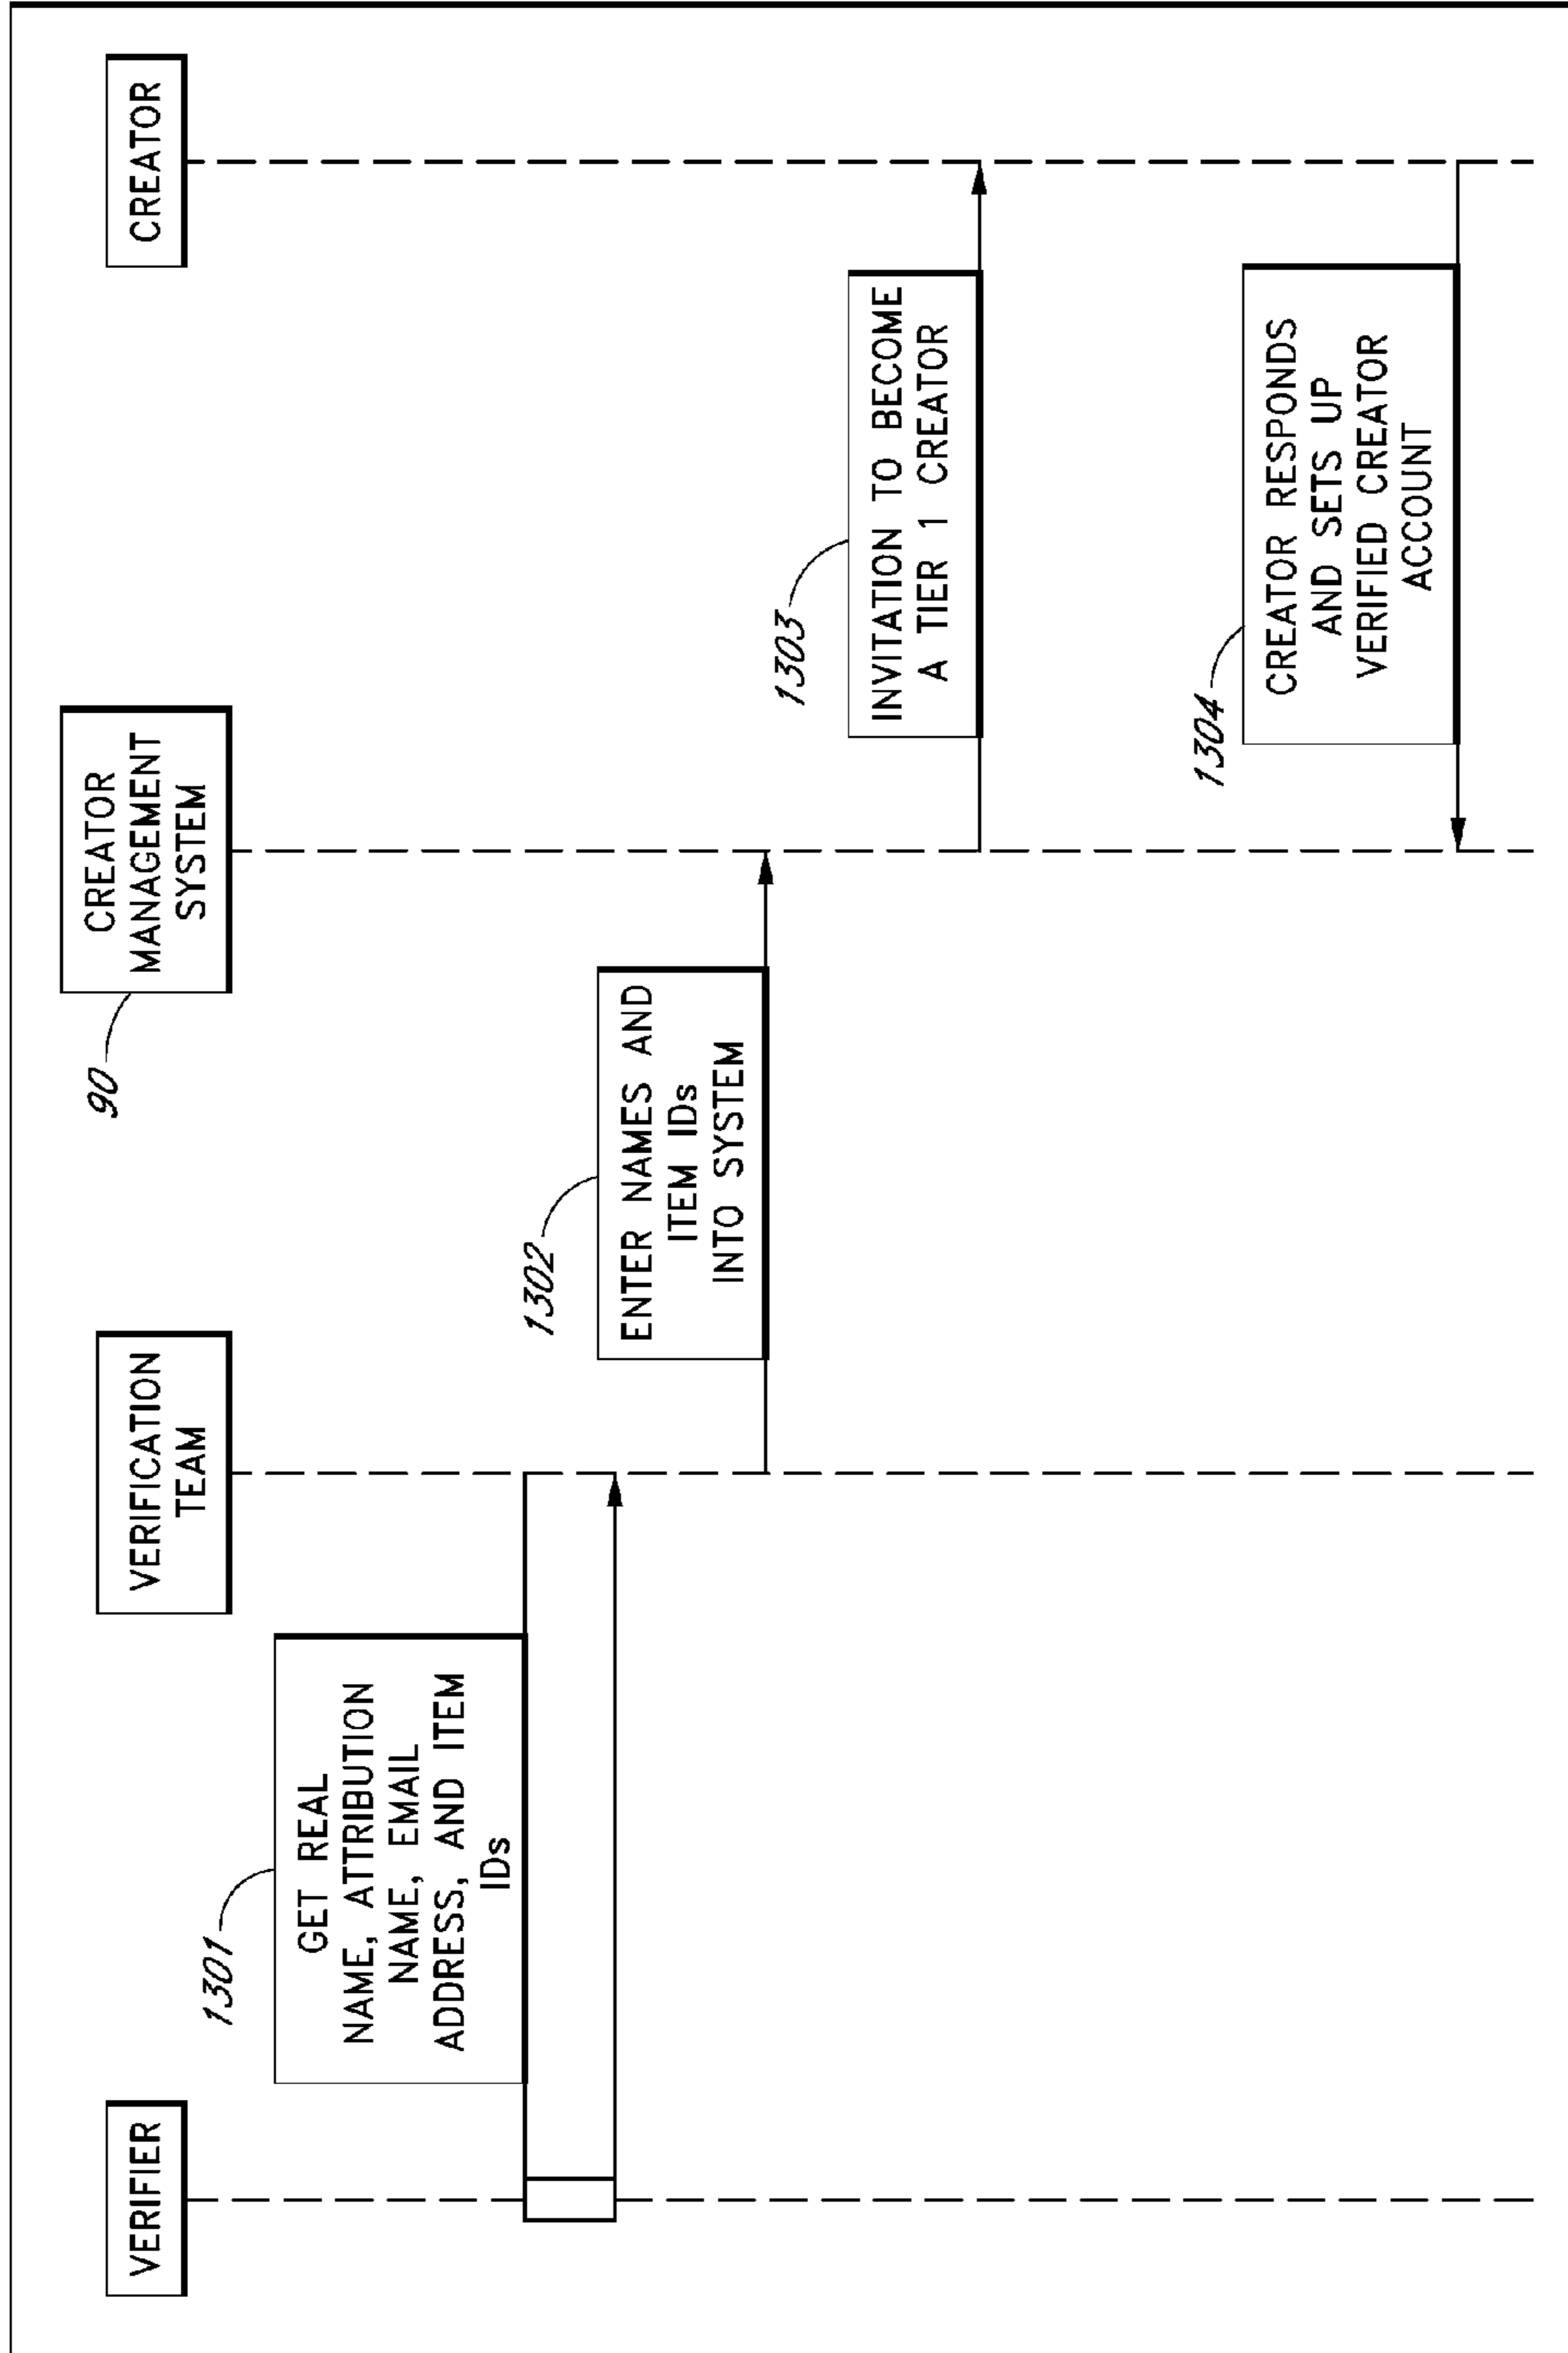 VERIFIER
VERIFICATION
TEAM
90
CREATOR
MANAGEMENT
SYSTEM
CREATOR
1301
GET REAL
NAME, ATTRIBUTION
NAME, EMAIL
ADDRESS, AND ITEM
IDs
1302
ENTER NAMES AND
ITEM IDs
INTO SYSTEM
1303
INVITATION TO BECOME
A TIER 1 CREATOR
1304
CREATOR RESPONDS
AND SETS UP
VERIFIED CREATOR
ACCOUNT